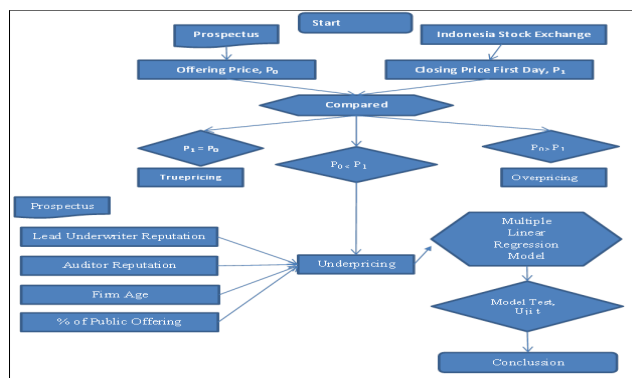 Start
Prospectus
Indonesia Stock Exchange
Offering Price, P₀
Closing Price First Day, P₁
Compared
P₁ = P₀
P₀ < P₁
P₀> P₁
Truepricing
Overpricing
Prospectus
Lead Underwriter Reputation
Auditor Reputation
Firm Age
% of Public Offering
Underpricing
Multiple
Linear
Regression
Model
Model Test,
Uji t
Conclussion